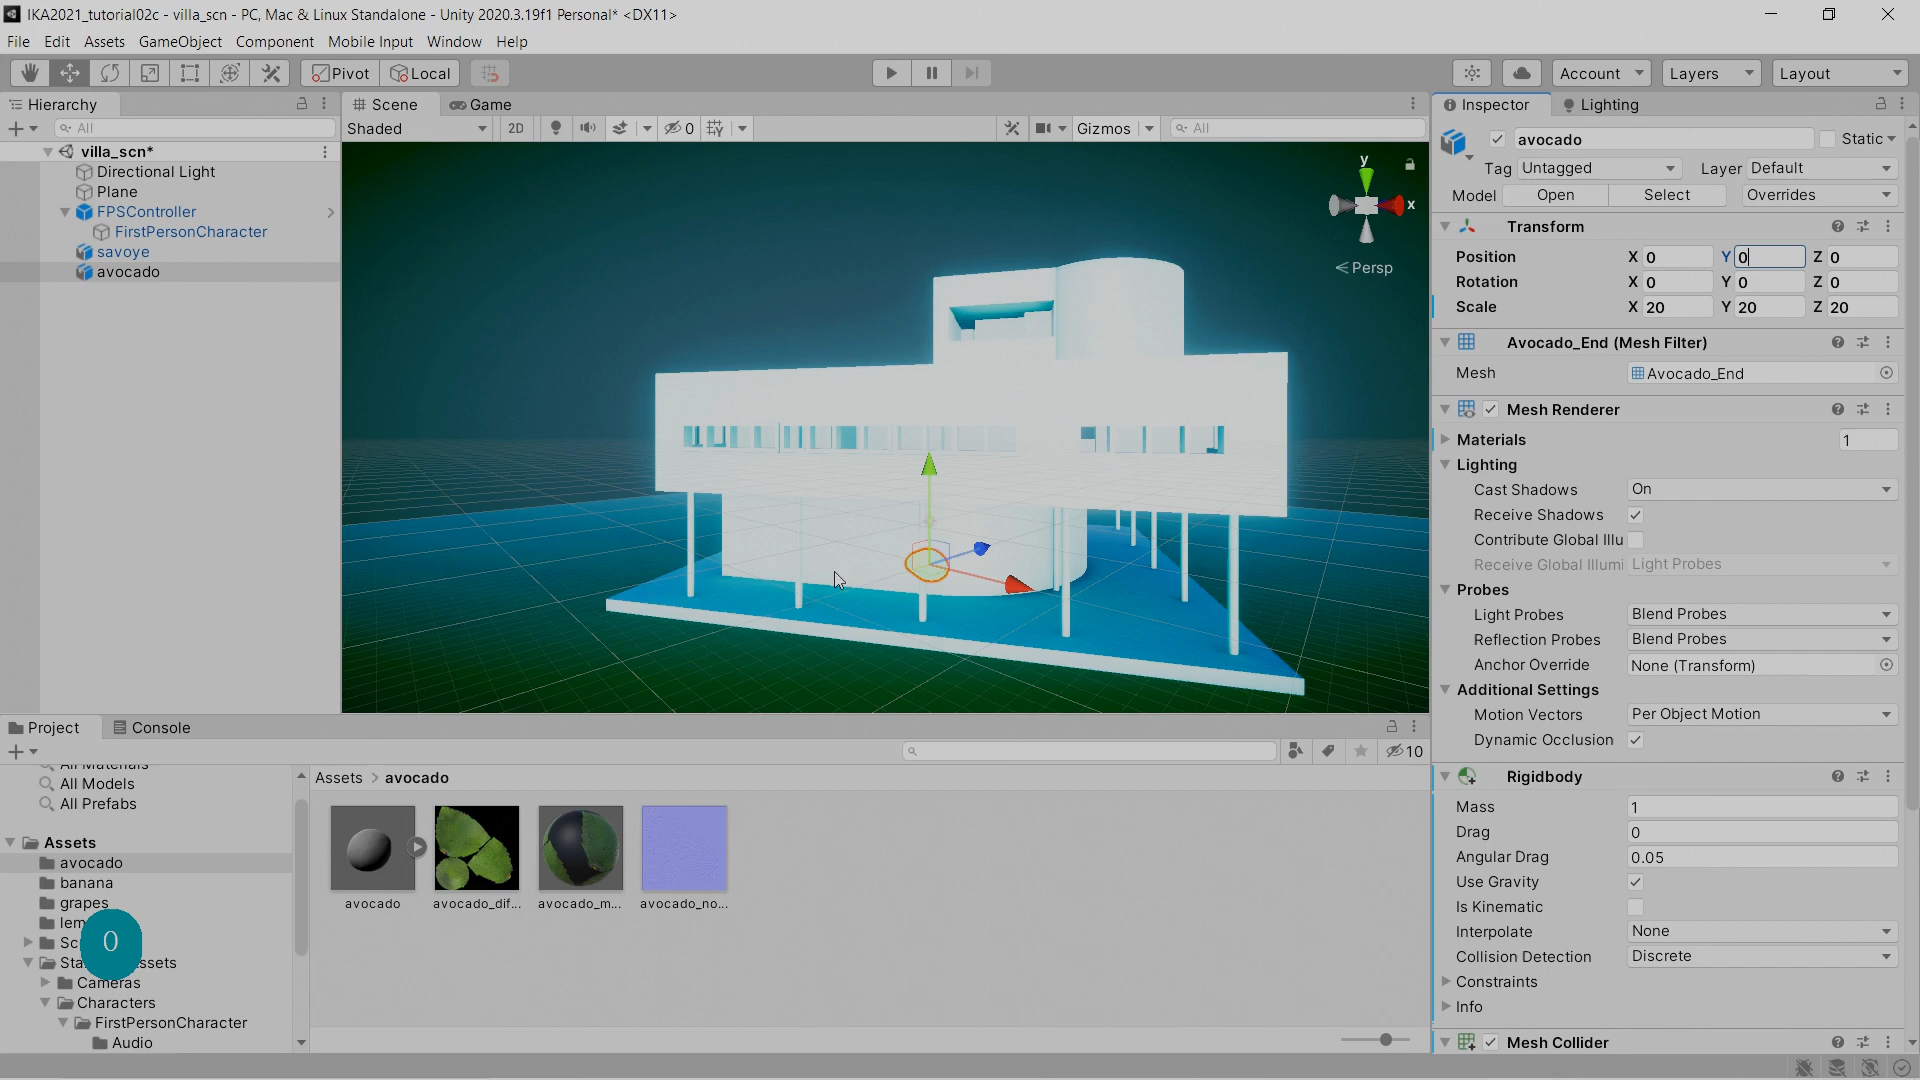 IKA2021_tutorial02c - villa_scn - PC, Mac & Linux Standalone - Unity 2020.3.19f1 Personal* <DX11>
File Edit Assets GameObject Component Mobile Input Window Help
Pivot Local Account Layers Layout
Hierarchy
All
villa_scn*
Directional Light
Plane
FPSController
FirstPersonCharacter
savoye
avocado
Scene Game
Shaded 2D 0 Gizmos All
y
x
Persp
Inspector Lighting
avocado Static
Tag Untagged Layer Default
Model Open Select Overrides
Transform
Position X 0 Y 0 Z 0
Rotation X 0 Y 0 Z 0
Scale X 20 Y 20 Z 20
Avocado_End (Mesh Filter)
Mesh Avocado_End
Mesh Renderer
Materials 1
Lighting
Cast Shadows On
Receive Shadows
Contribute Global Illu
Receive Global Illumi Light Probes
Probes
Light Probes Blend Probes
Reflection Probes Blend Probes
Anchor Override None (Transform)
Additional Settings
Motion Vectors Per Object Motion
Dynamic Occlusion
Rigidbody
Mass 1
Drag 0
Angular Drag 0.05
Use Gravity
Is Kinematic
Interpolate None
Collision Detection Discrete
Constraints
Info
Mesh Collider
Project Console
10
All Materials
All Models
All Prefabs
Assets
avocado
banana
grapes
lem
Sc
Sta ssets
Cameras
Characters
FirstPersonCharacter
Audio
0
Assets > avocado
avocado avocado_dif... avocado_m... avocado_no...